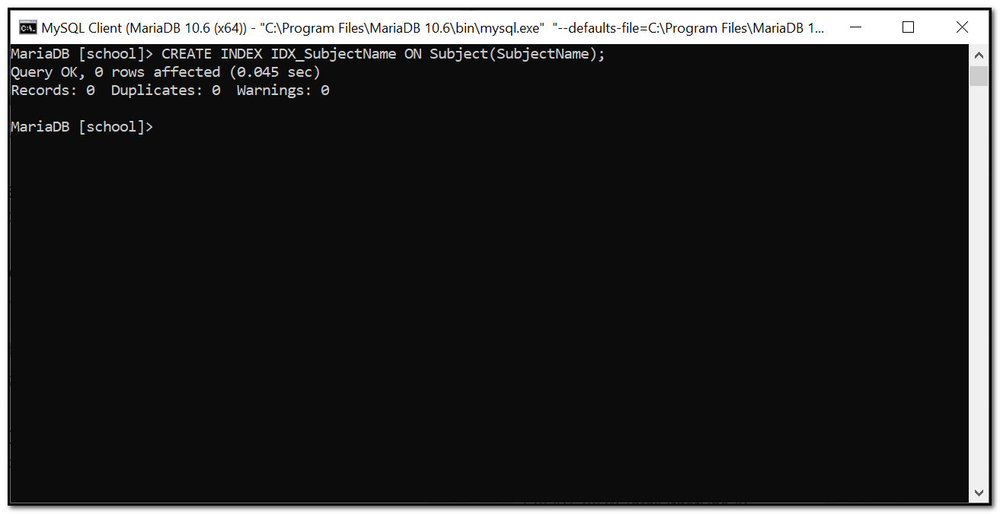 MySQL Client (MariaDB 10.6 (x64)) - "C:\Program Files\MariaDB 10.6\bin\mysql.exe"  "--defaults-file=C:\Program Files\MariaDB 1...
MariaDB [school]> CREATE INDEX IDX_SubjectName ON Subject(SubjectName);
Query OK, 0 rows affected (0.045 sec)
Records: 0  Duplicates: 0  Warnings: 0
MariaDB [school]>